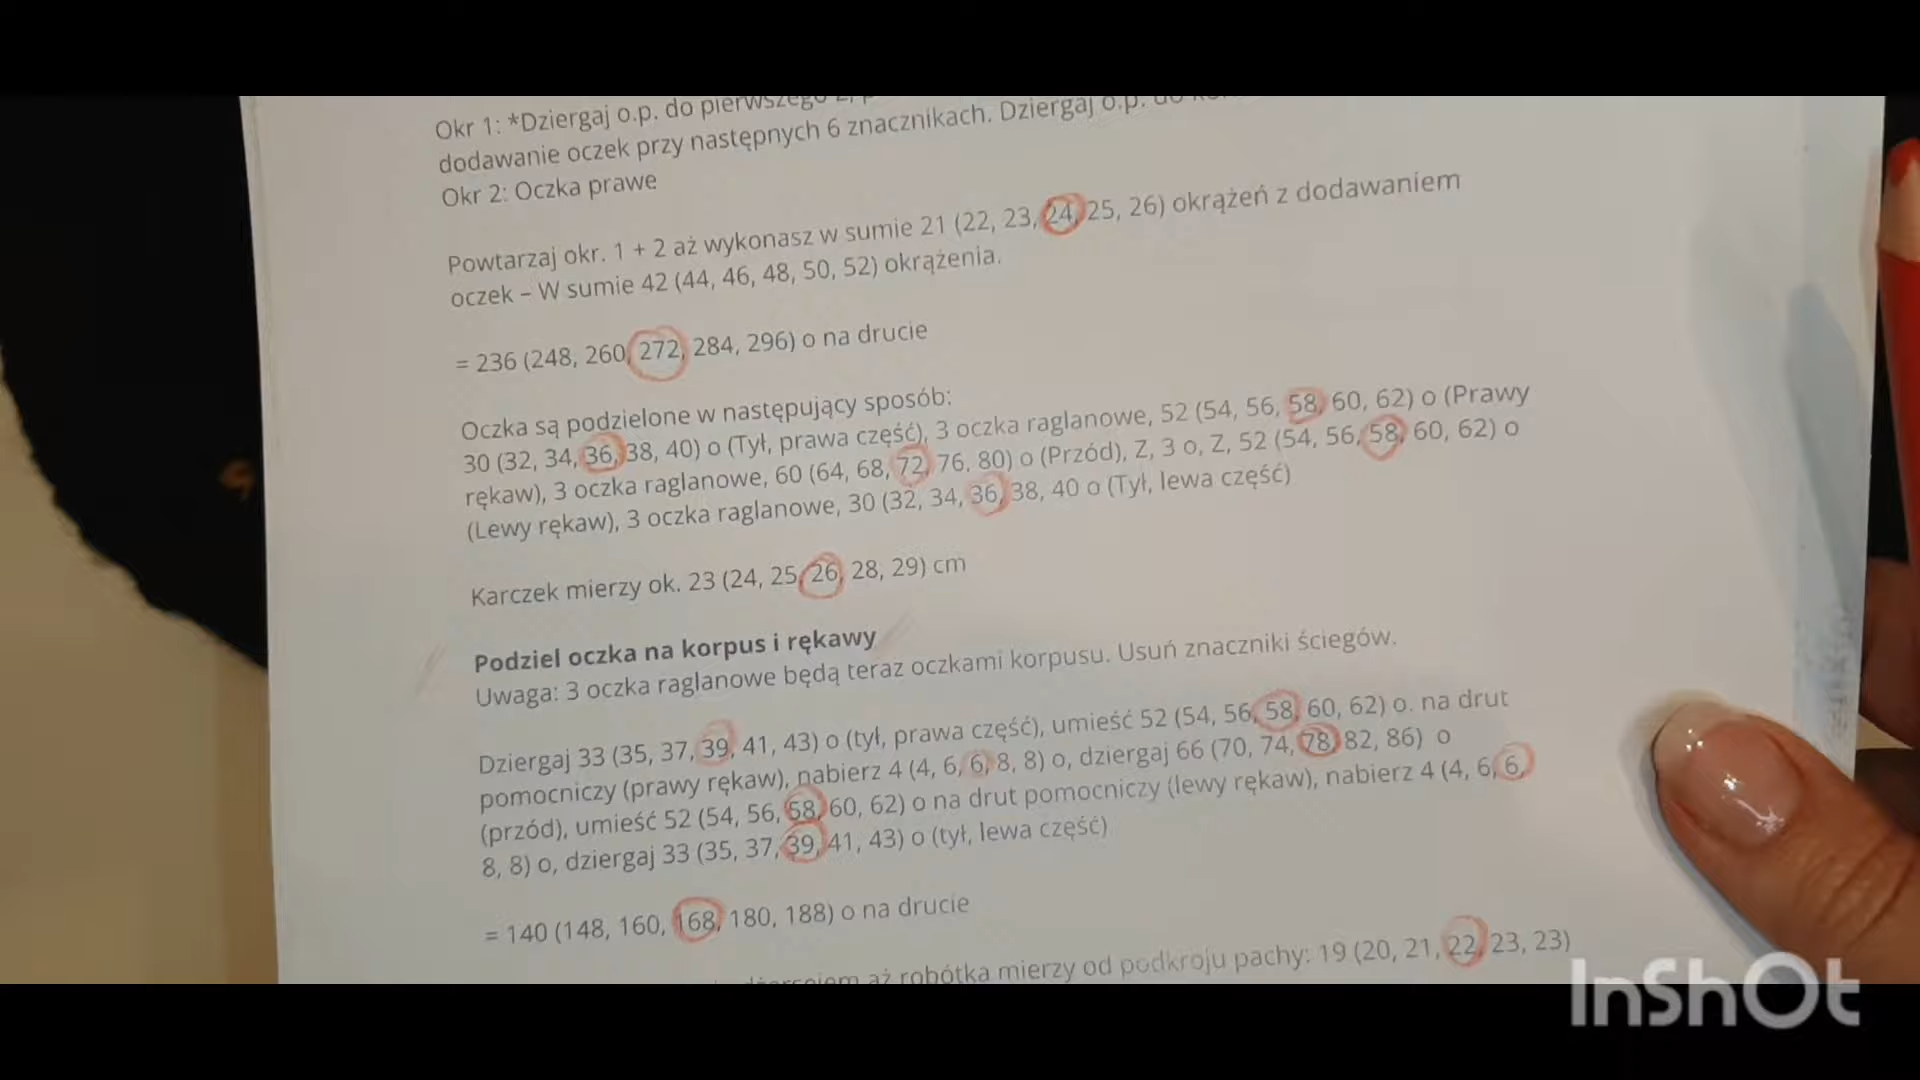 Okr 1: *Dziergaj o.p. do pierwszego
dodawanie oczek przy następnych 6 znacznikach. Dziergaj o.p. do
Okr 2: Oczka prawe
Powtarzaj okr. 1 + 2 aż wykonasz w sumie 21 (22, 23, 24, 25, 26) okrążeń z dodawaniem
oczek – W sumie 42 (44, 46, 48, 50, 52) okrążenia.
= 236 (248, 260, 272, 284, 296) o na drucie
Oczka są podzielone w następujący sposób:
30 (32, 34, 36, 38, 40) o (Tył, prawa część), 3 oczka raglanowe, 52 (54, 56, 58, 60, 62) o (Prawy
rękaw), 3 oczka raglanowe, 60 (64, 68, 72, 76, 80) o (Przód), Z, 3 o, Z, 52 (54, 56, 58, 60, 62) o
(Lewy rękaw), 3 oczka raglanowe, 30 (32, 34, 36, 38, 40 o (Tył, lewa część)
Karczek mierzy ok. 23 (24, 25, 26, 28, 29) cm
Podziel oczka na korpus i rękawy
Uwaga: 3 oczka raglanowe będą teraz oczkami korpusu. Usuń znaczniki ściegów.
Dziergaj 33 (35, 37, 39, 41, 43) o (tył, prawa część), umieść 52 (54, 56, 58, 60, 62) o. na drut
pomocniczy (prawy rękaw), nabierz 4 (4, 6, 6, 8, 8) o, dziergaj 66 (70, 74, 78, 82, 86) o
(przód), umieść 52 (54, 56, 58, 60, 62) o na drut pomocniczy (lewy rękaw), nabierz 4 (4, 6, 6,
8, 8) o, dziergaj 33 (35, 37, 39, 41, 43) o (tył, lewa część)
= 140 (148, 160, 168, 180, 188) o na drucie
aż robótka mierzy od podkroju pachy: 19 (20, 21, 22, 23, 23)
InShOt